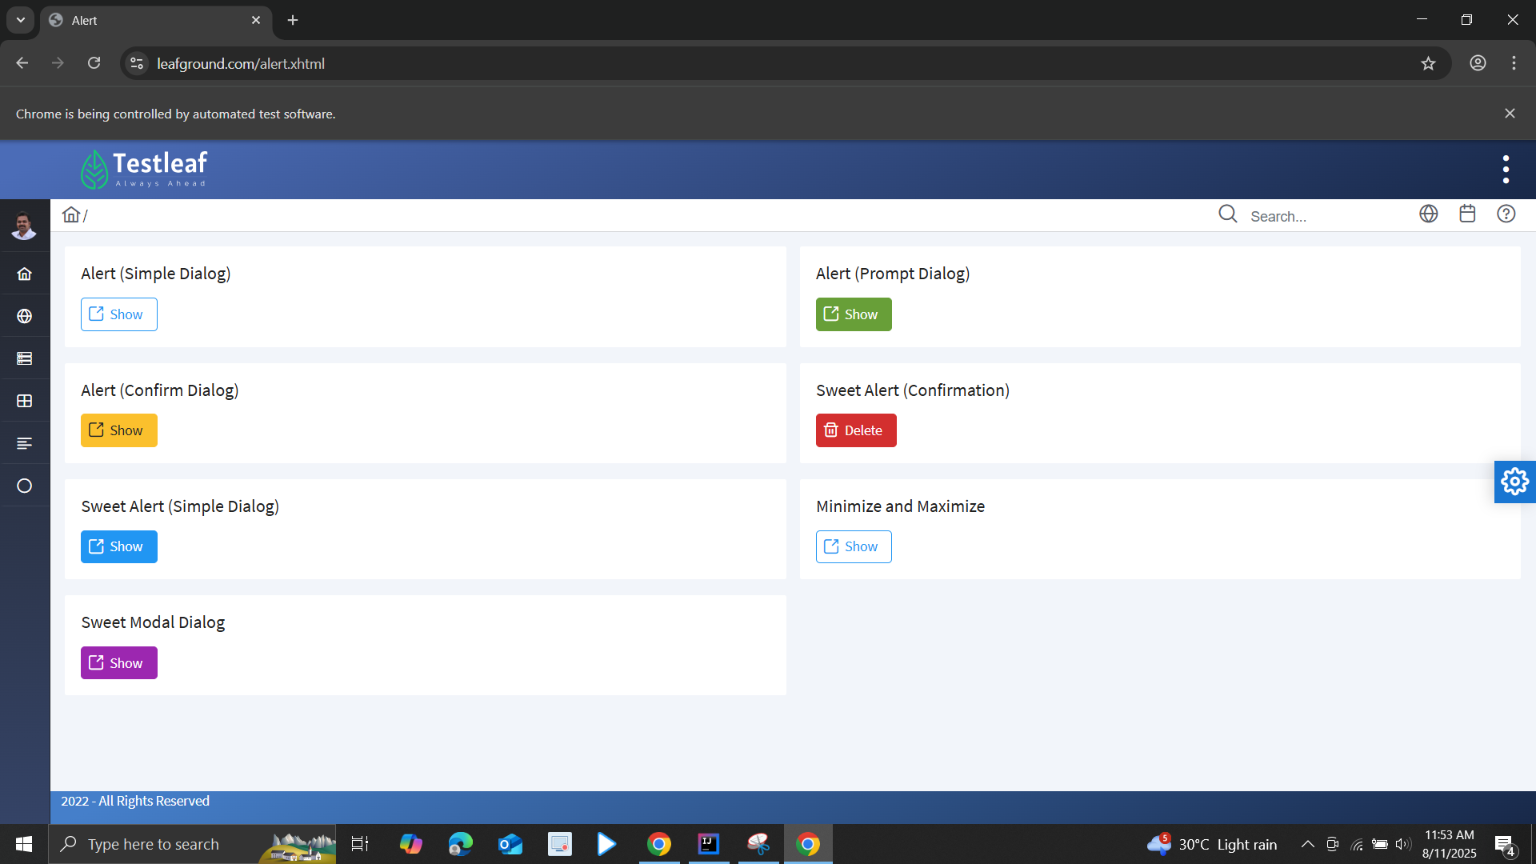 Alert
leafground.com/alert.xhtml
Chrome is being controlled by automated test software.
Testleaf
Always Ahead
/
Search...
Alert (Simple Dialog)
Show
Alert (Prompt Dialog)
Show
Alert (Confirm Dialog)
Show
Sweet Alert (Confirmation)
Delete
Sweet Alert (Simple Dialog)
Show
Minimize and Maximize
Show
Sweet Modal Dialog
Show
2022 - All Rights Reserved
Type here to search
IJ
5
30°C Light rain
11:53 AM
8/11/2025
4